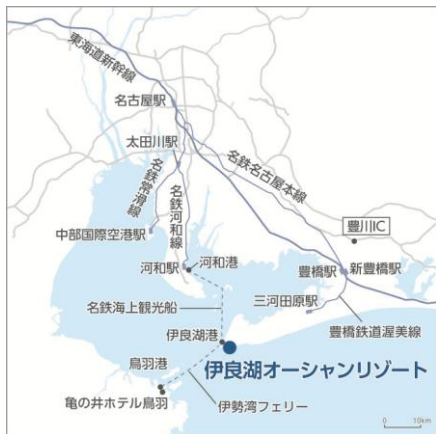 東海道新幹線
名古屋駅
太田川駅
名鉄名古屋本線
名鉄常滑線
名鉄河和線
豊川IC
中部国際空港駅
河和港
河和駅
豊橋駅
新豊橋駅
三河田原駅
名鉄海上観光船
豊橋鉄道渥美線
伊良湖港
伊良湖オーシャンリゾート
鳥羽港
亀の井ホテル鳥羽
伊勢湾フェリー
0 10km